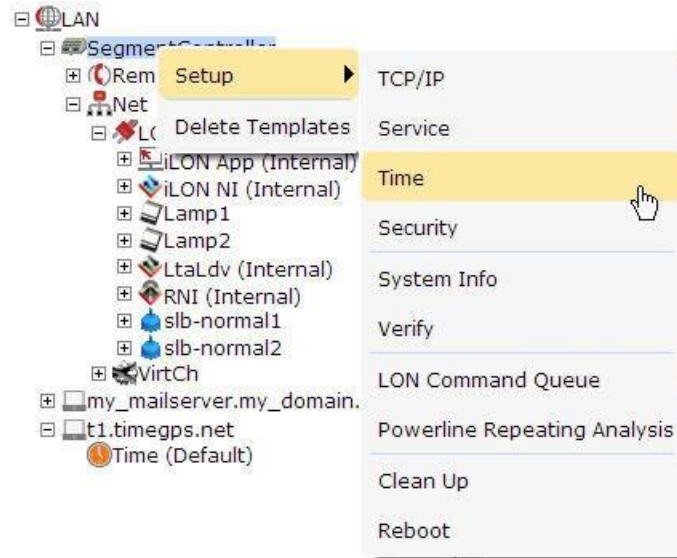 LAN
SegmentController
Rem
Net
LO
iLON App (Internal)
iLON NI (Internal)
Lamp1
Lamp2
LtaLdv (Internal)
RNI (Internal)
slb-normal1
slb-normal2
VirtCh
my_mailserver.my_domain.
t1.timegps.net
Time (Default)
Setup
Delete Templates
TCP/IP
Service
Time
Security
System Info
Verify
LON Command Queue
Powerline Repeating Analysis
Clean Up
Reboot